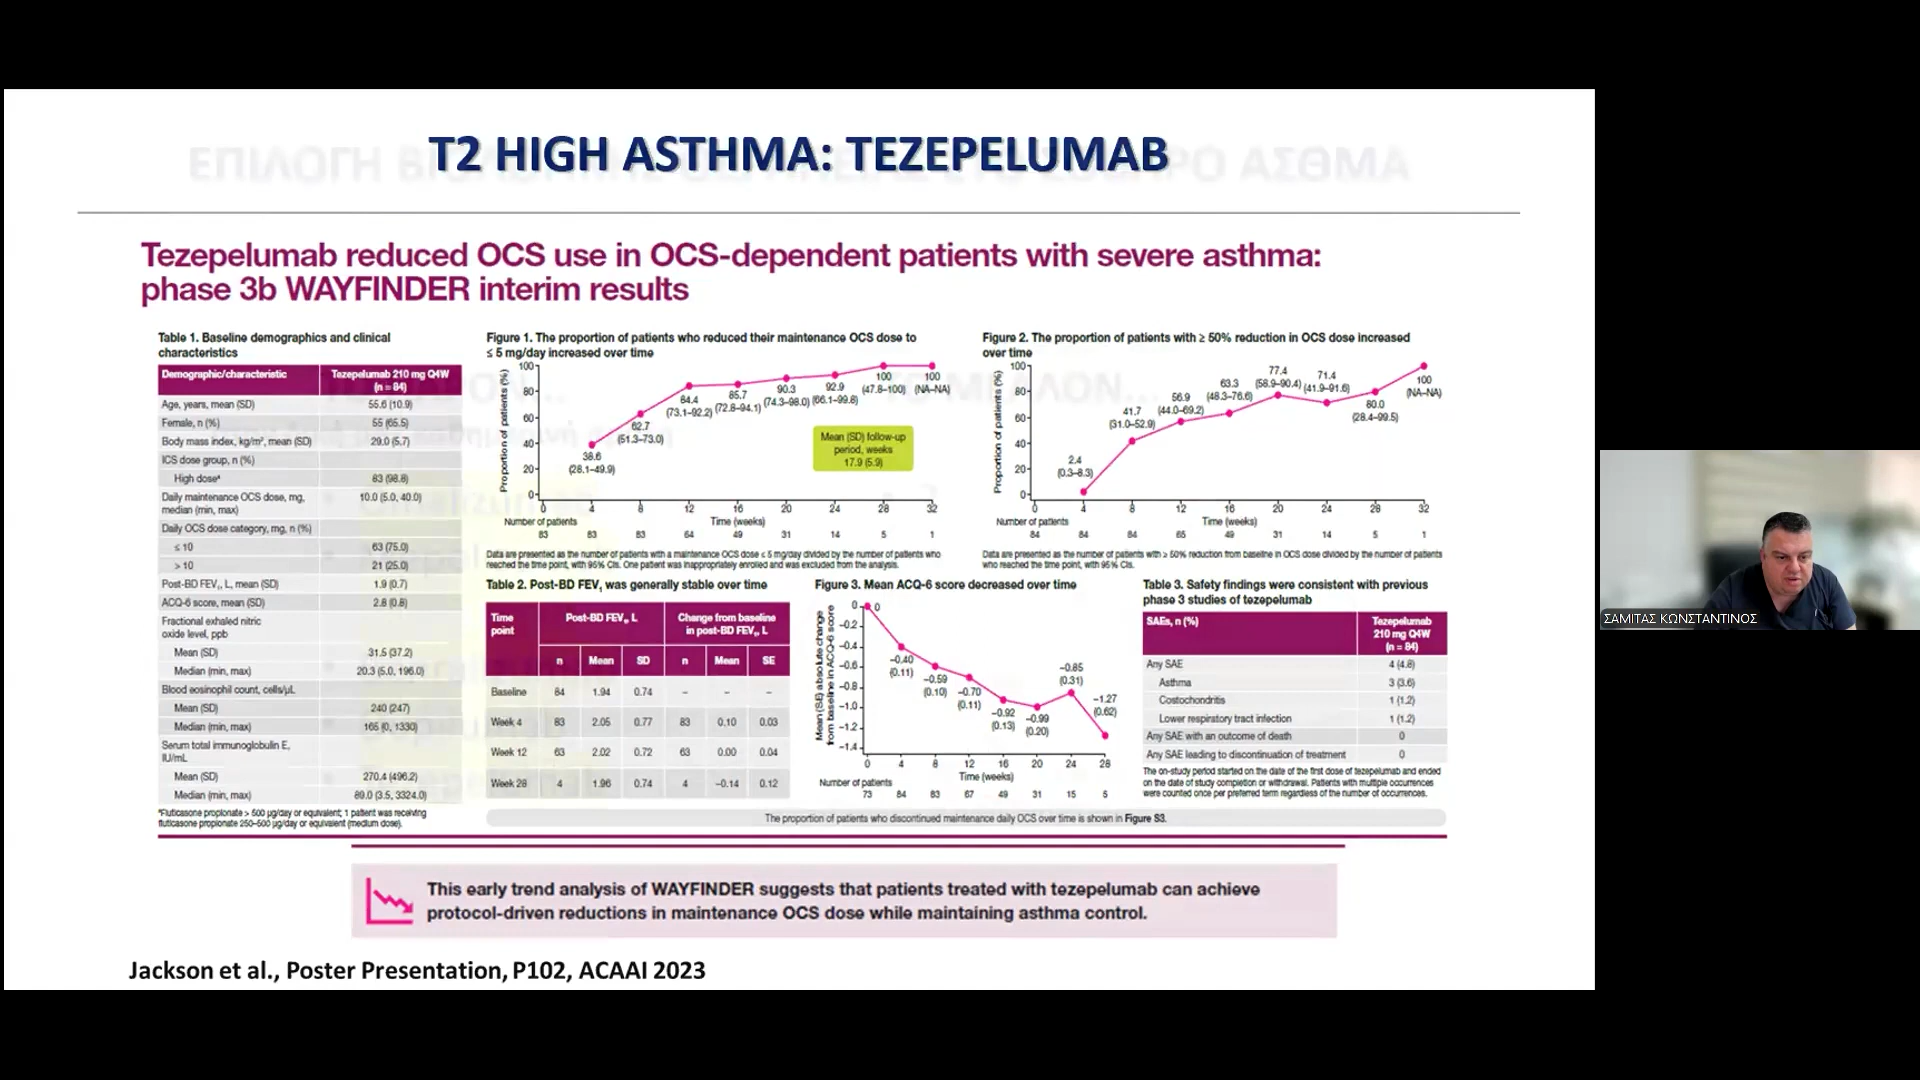 T2 HIGH ASTHMA: TEZEPELUMAB
Tezepelumab reduced OCS use in OCS-dependent patients with severe asthma:
phase 3b WAYFINDER interim results
Table 1. Baseline demographics and clinical
characteristics
Demographic/characteristic Tezepelumab 210 mg Q4W
(n = 84)
Age, years, mean (SD) 55.6 (10.9)
Female, n (%) 55 (65.5)
Body mass index, kg/m², mean (SD) 29.0 (5.7)
ICS dose group, n (%)
High doseᵃ 83 (98.8)
Daily maintenance OCS dose, mg,
median (min, max) 10.0 (5.0, 40.0)
Daily OCS dose category, mg, n (%)
≤ 10 63 (75.0)
> 10 21 (25.0)
Post-BD FEV₁, L, mean (SD) 1.9 (0.7)
ACQ-6 score, mean (SD) 2.8 (0.8)
Fractional exhaled nitric
oxide level, ppb
Mean (SD) 31.5 (37.2)
Median (min, max) 20.3 (5.0, 196.0)
Blood eosinophil count, cells/µL
Mean (SD) 240 (247)
Median (min, max) 165 (0, 1330)
Serum total immunoglobulin E,
IU/mL
Mean (SD) 270.4 (496.2)
Median (min, max) 89.0 (3.5, 3324.0)
ᵃFluticasone propionate > 500 µg/day or equivalent; 1 patient was receiving
fluticasone propionate 250–500 µg/day or equivalent (medium dose).
Figure 1. The proportion of patients who reduced their maintenance OCS dose to
≤ 5 mg/day increased over time
Proportion of patients (%)
100
80
60
40
20
0
38.6
(28.1–49.9)
62.7
(51.3–73.0)
84.4
(73.1–92.2)
85.7
(72.8–94.1)
90.3
(74.3–98.0)
92.9
(66.1–99.8)
100
(47.8–100)
100
(NA–NA)
Mean (SD) follow-up
period, weeks
17.9 (5.9)
0 4 8 12 16 20 24 28 32
Number of patients Time (weeks)
83 83 83 64 49 31 14 5 1
Data are presented as the number of patients with a maintenance OCS dose ≤ 5 mg/day divided by the number of patients who
reached the time point, with 95% CIs. One patient was inappropriately enrolled and was excluded from the analysis.
Figure 2. The proportion of patients with ≥ 50% reduction in OCS dose increased
over time
Proportion of patients (%)
100
80
60
40
20
0
2.4
(0.3–8.3)
41.7
(31.0–52.9)
56.9
(44.0–69.2)
63.3
(48.3–76.6)
77.4
(58.9–90.4)
71.4
(41.9–91.6)
80.0
(28.4–99.5)
100
(NA–NA)
0 4 8 12 16 20 24 28 32
Number of patients Time (weeks)
84 84 84 65 49 31 14 5 1
Data are presented as the number of patients with ≥ 50% reduction from baseline in OCS dose divided by the number of patients
who reached the time point, with 95% CIs.
Table 2. Post-BD FEV₁ was generally stable over time
Time
point Post-BD FEV₁, L Change from baseline
in post-BD FEV₁, L
n Mean SD n Mean SE
Baseline 84 1.94 0.74 – – –
Week 4 83 2.05 0.77 83 0.10 0.03
Week 12 63 2.02 0.72 63 0.00 0.04
Week 28 4 1.96 0.74 4 –0.14 0.12
Figure 3. Mean ACQ-6 score decreased over time
Mean (SE) absolute change
from baseline in ACQ-6 score
0
–0.2
–0.4
–0.6
–0.8
–1.0
–1.2
–1.4
0
–0.40
(0.11)
–0.59
(0.10)
–0.70
(0.11)
–0.92
(0.13)
–0.99
(0.20)
–0.85
(0.31)
–1.27
(0.62)
0 4 8 12 16 20 24 28
Time (weeks)
Number of patients
73 84 83 67 49 31 15 5
Table 3. Safety findings were consistent with previous
phase 3 studies of tezepelumab
SAEs, n (%) Tezepelumab
210 mg Q4W
(n = 84)
Any SAE 4 (4.8)
Asthma 3 (3.6)
Costochondritis 1 (1.2)
Lower respiratory tract infection 1 (1.2)
Any SAE with an outcome of death 0
Any SAE leading to discontinuation of treatment 0
The on-study period started on the date of the first dose of tezepelumab and ended
on the date of study completion or withdrawal. Patients with multiple occurrences
were counted once per preferred term regardless of the number of occurrences.
The proportion of patients who discontinued maintenance daily OCS over time is shown in Figure S3.
This early trend analysis of WAYFINDER suggests that patients treated with tezepelumab can achieve
protocol-driven reductions in maintenance OCS dose while maintaining asthma control.
Jackson et al., Poster Presentation, P102, ACAAI 2023
ΣΑΜΙΤΑΣ ΚΩΝΣΤΑΝΤΙΝΟΣ